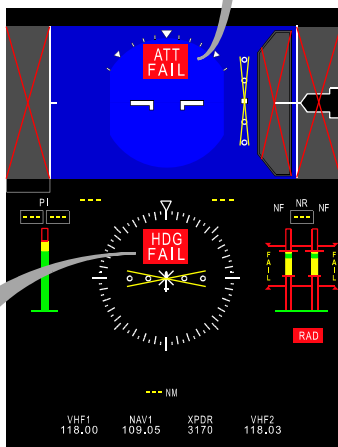 ATT
FAIL
PI
NF NR NF
--- ---
---
---
---
HDG
FAIL
FAIL
FAIL
RAD
--- NM
VHF1 NAV1 XPDR VHF2
118.00 109.05 3170 118.03